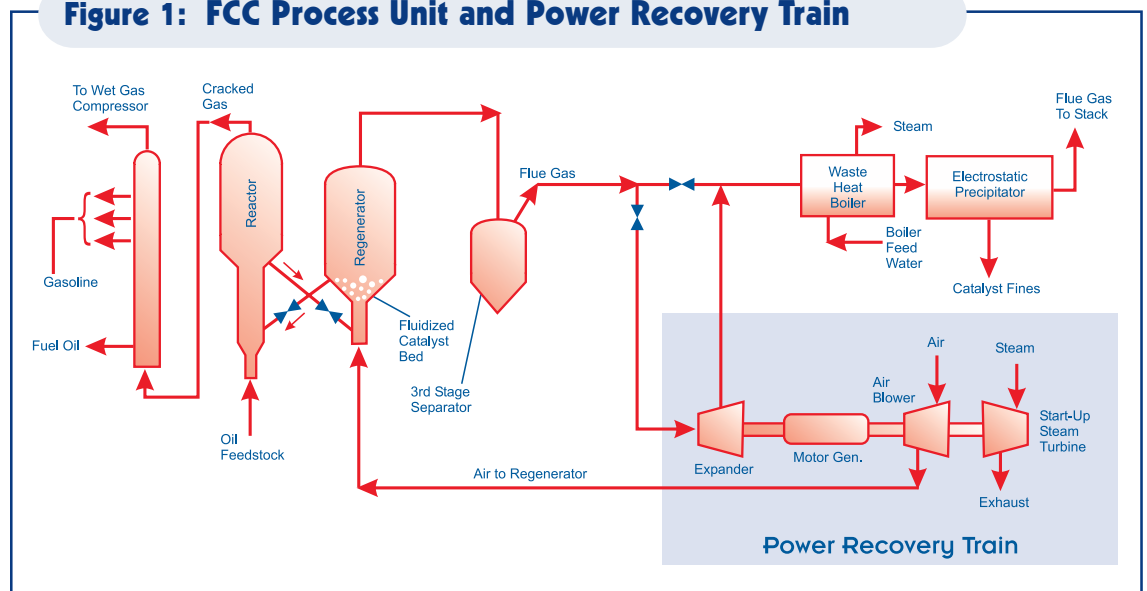 Figure 1: FCC Process Unit and Power Recovery Train
To Wet Gas
Compressor
Cracked
Gas
Flue Gas
To Stack
Steam
Flue Gas
Waste
Heat
Boiler
Electrostatic
Precipitator
Reactor
Regenerator
Gasoline
Boiler
Feed
Water
Catalyst Fines
Fluidized
Catalyst
Bed
Fuel Oil
3rd Stage
Separator
Oil
Feedstock
Air
Steam
Air
Blower
Start-Up
Steam
Turbine
Expander
Motor Gen.
Air to Regenerator
Exhaust
Power Recovery Train